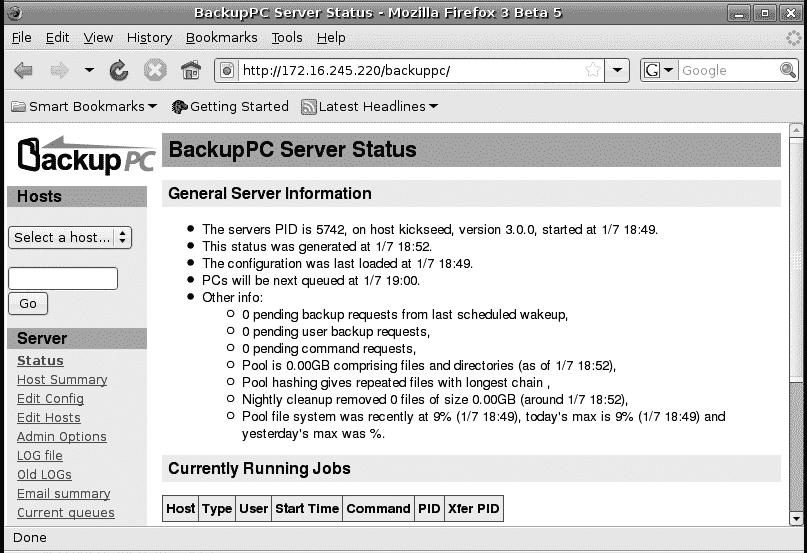 BackupPC Server Status - Mozilla Firefox 3 Beta 5
File Edit View History Bookmarks Tools Help
http://172.16.245.220/backuppc/
G Google
Smart Bookmarks Getting Started Latest Headlines
BackupPC
Hosts
Select a host...
Go
Server
Status
Host Summary
Edit Config
Edit Hosts
Admin Options
LOG file
Old LOGs
Email summary
Current queues
BackupPC Server Status
General Server Information
The servers PID is 5742, on host kickseed, version 3.0.0, started at 1/7 18:49.
This status was generated at 1/7 18:52.
The configuration was last loaded at 1/7 18:49.
PCs will be next queued at 1/7 19:00.
Other info:
0 pending backup requests from last scheduled wakeup,
0 pending user backup requests,
0 pending command requests,
Pool is 0.00GB comprising files and directories (as of 1/7 18:52),
Pool hashing gives repeated files with longest chain ,
Nightly cleanup removed 0 files of size 0.00GB (around 1/7 18:52),
Pool file system was recently at 9% (1/7 18:49), today's max is 9% (1/7 18:49) and
yesterday's max was %.
Currently Running Jobs
Host Type User Start Time Command PID Xfer PID
Done